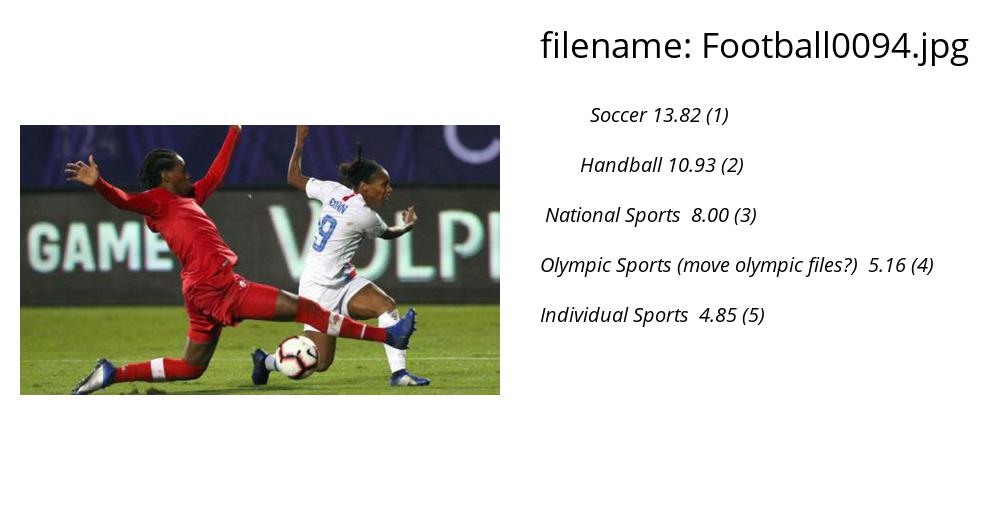 filename: Football0094.jpg
Soccer 13.82 (1)
Handball 10.93 (2)
National Sports 8.00 (3)
Olympic Sports (move olympic files?) 5.16 (4)
Individual Sports 4.85 (5)
GAME
VOLPI
9